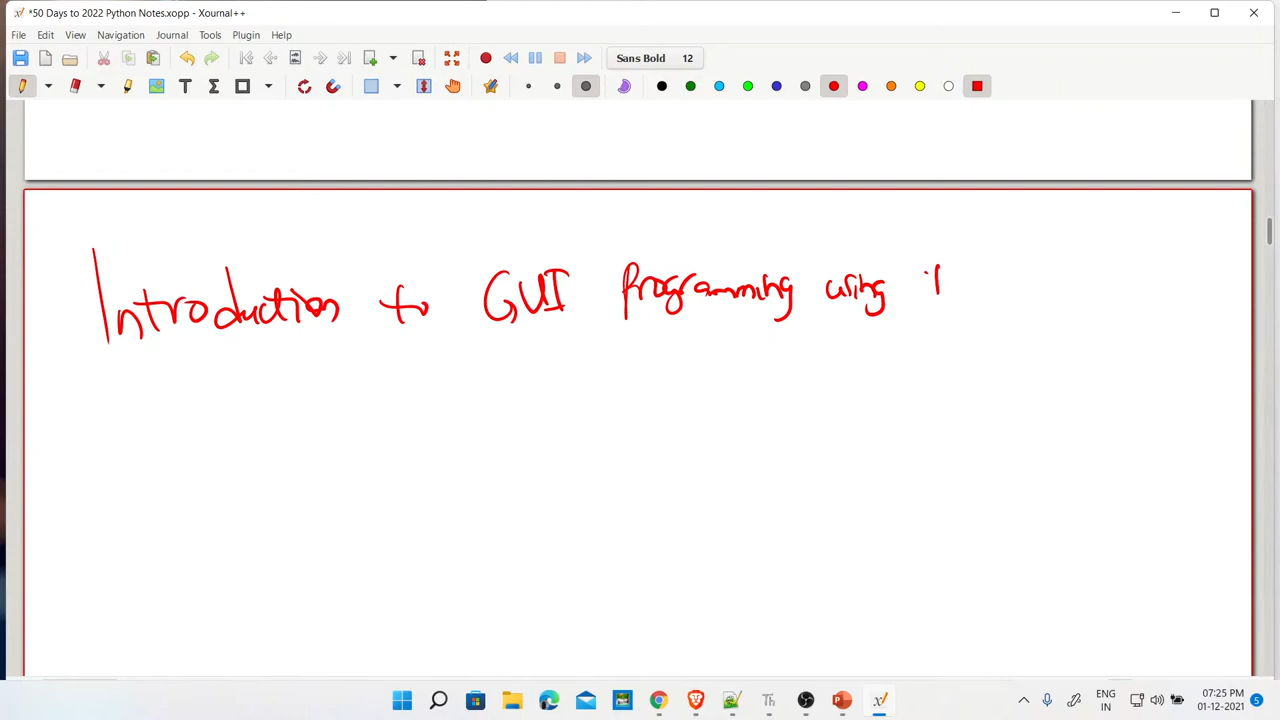 *50 Days to 2022 Python Notes.xopp - Xournal++
File Edit View Navigation Journal Tools Plugin Help
Sans Bold 12
Introduction to GUI Programming using
ENG 07:25 PM
IN 01-12-2021 5